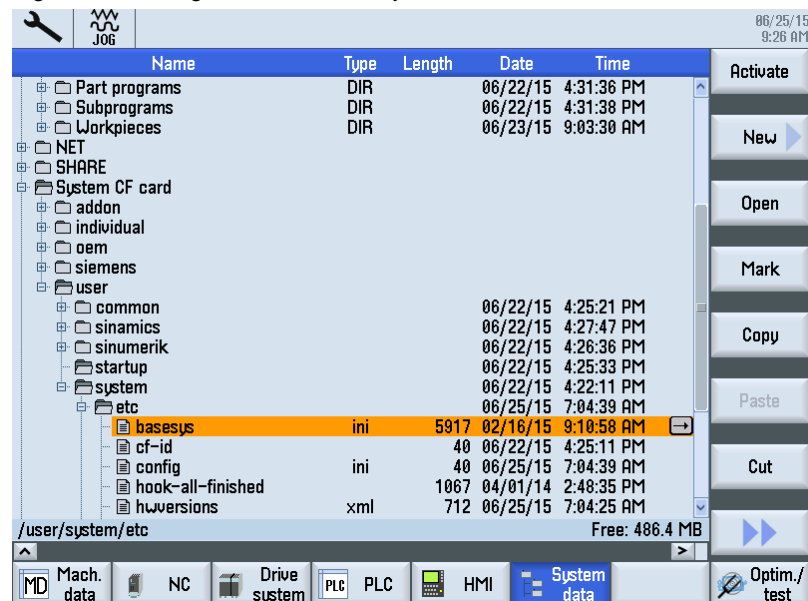 JOG
06/25/15
9:26 AM
Name Type Length Date Time
Part programs DIR 06/22/15 4:31:36 PM
Subprograms DIR 06/22/15 4:31:38 PM
Workpieces DIR 06/23/15 9:03:30 AM
NET
SHARE
System CF card
addon
individual
oem
siemens
user
common 06/22/15 4:25:21 PM
sinamics 06/22/15 4:27:47 PM
sinumerik 06/22/15 4:26:36 PM
startup 06/22/15 4:25:33 PM
system 06/22/15 4:22:11 PM
etc 06/25/15 7:04:39 AM
basesys ini 5917 02/16/15 9:10:58 AM
cf-id 40 06/22/15 4:25:11 PM
config ini 40 06/25/15 7:04:39 AM
hook-all-finished 1067 04/01/14 2:48:35 PM
hwversions xml 712 06/25/15 7:04:25 AM
/user/system/etc Free: 486.4 MB
Activate
New
Open
Mark
Copy
Paste
Cut
MD Mach. data
NC
Drive system
PLC PLC
HMI
System data
Optim./ test